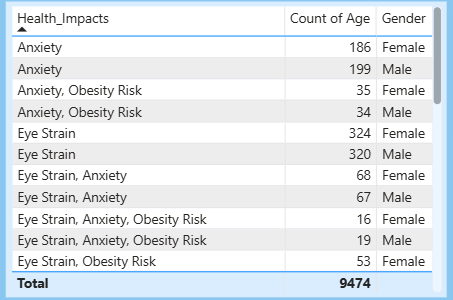 Health_Impacts Count of Age Gender
Anxiety 186 Female
Anxiety 199 Male
Anxiety, Obesity Risk 35 Female
Anxiety, Obesity Risk 34 Male
Eye Strain 324 Female
Eye Strain 320 Male
Eye Strain, Anxiety 68 Female
Eye Strain, Anxiety 67 Male
Eye Strain, Anxiety, Obesity Risk 16 Female
Eye Strain, Anxiety, Obesity Risk 19 Male
Eye Strain, Obesity Risk 53 Female
Total 9474